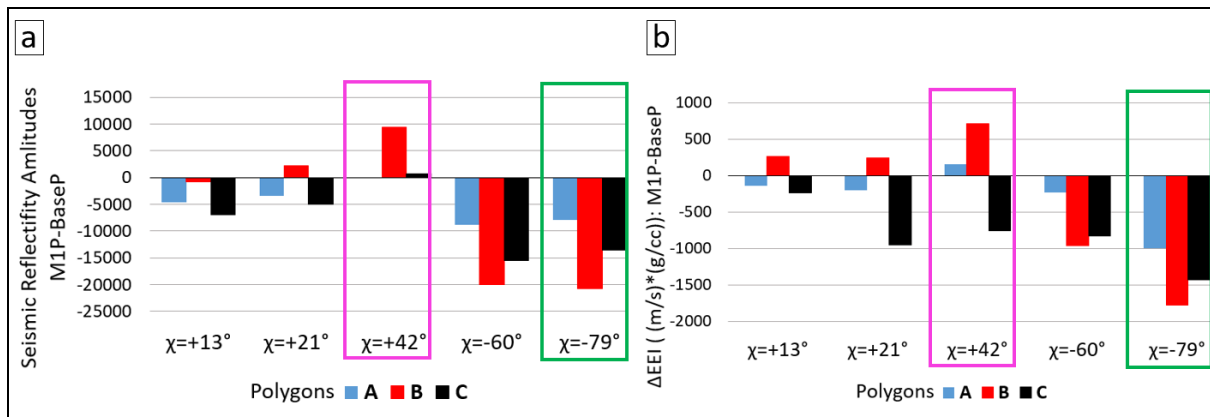 a
Seismic Reflectifity Amlitudes
M1P-BaseP
15000
10000
5000
0
-5000
-10000
-15000
-20000
-25000
χ=+13° χ=+21° χ=+42° χ=-60° χ=-79°
Polygons A B C
b
ΔEEI ( (m/s)*(g/cc)): M1P-BaseP
1000
500
0
-500
-1000
-1500
-2000
χ=+13° χ=+21° χ=+42° χ=-60° χ=-79°
Polygons A B C